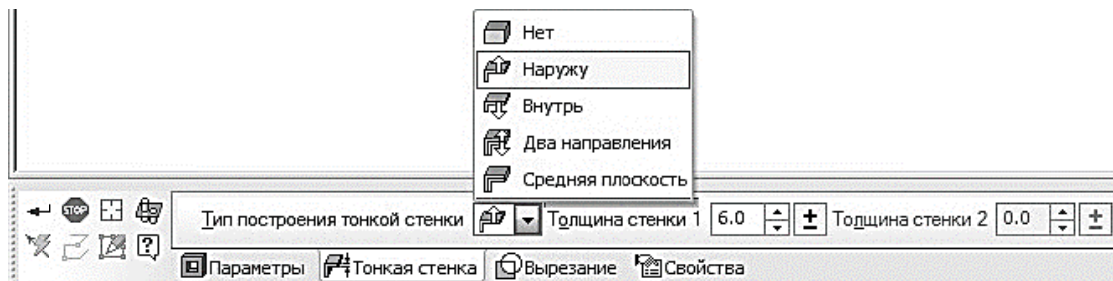 Нет
Наружу
Внутрь
Два направления
Средняя плоскость
STOP
Тип построения тонкой стенки Толщина стенки 1 6.0 Толщина стенки 2 0.0
Параметры Тонкая стенка Вырезание Свойства